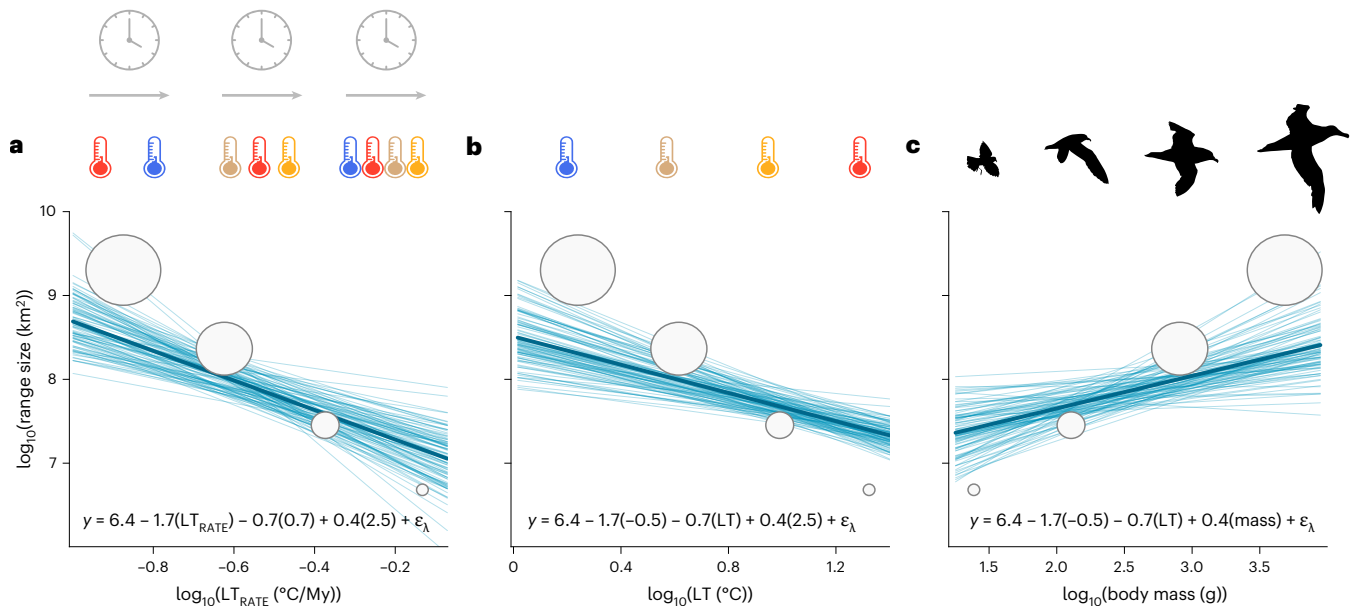 a
b
c
log10(range size (km2))
10
9
8
7
y = 6.4 – 1.7(LTRATE) – 0.7(0.7) + 0.4(2.5) + ελ
–0.8
–0.6
–0.4
–0.2
log10(LTRATE (°C/My))
y = 6.4 – 1.7(–0.5) – 0.7(LT) + 0.4(2.5) + ελ
0
0.4
0.8
1.2
log10(LT (°C))
y = 6.4 – 1.7(–0.5) – 0.7(LT) + 0.4(mass) + ελ
1.5
2.0
2.5
3.0
3.5
log10(body mass (g))